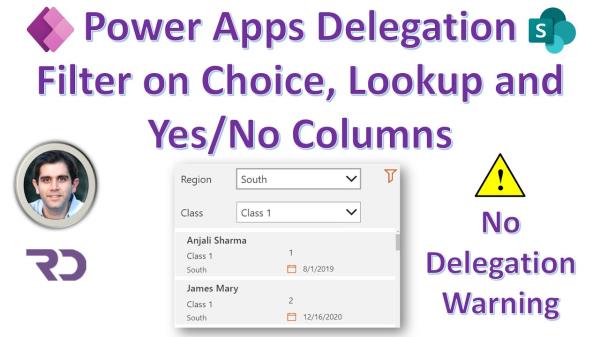 Power Apps Delegation
Filter on Choice, Lookup and
Yes/No Columns
Region South
Class Class 1
Anjali Sharma
Class 1 1
South 8/1/2019
James Mary
Class 1 2
South 12/16/2020
No
Delegation
Warning
RD
S
!